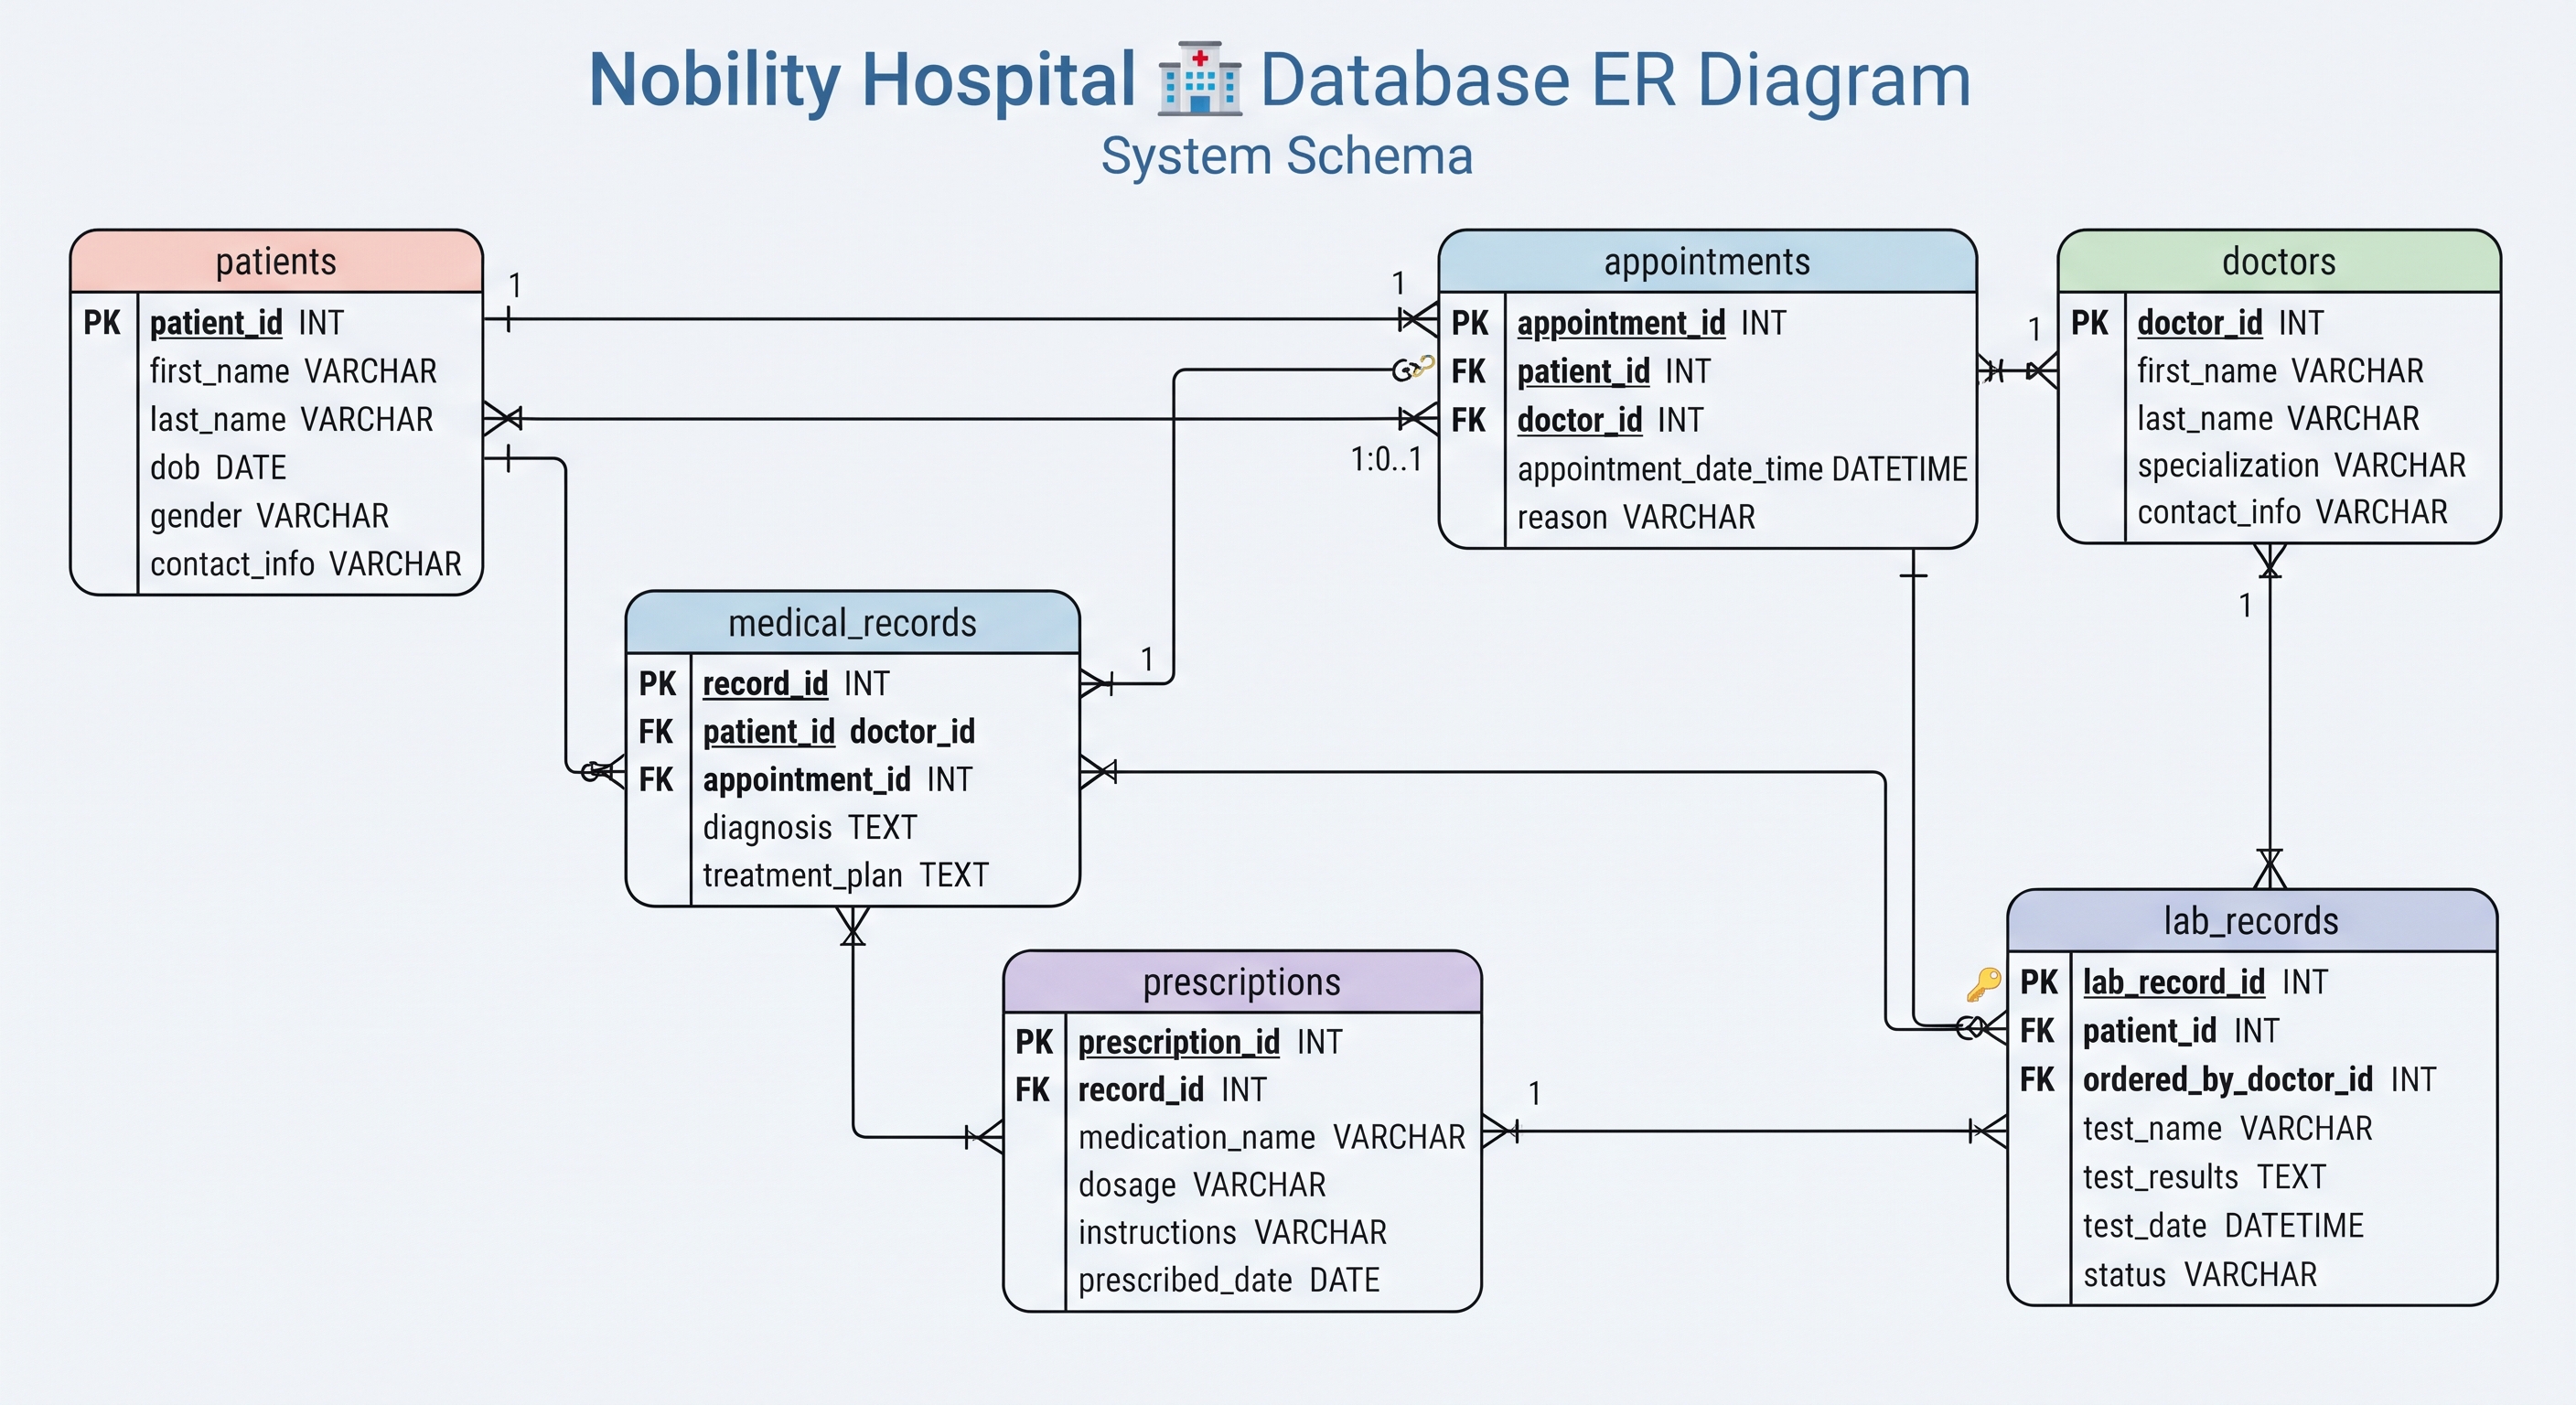 Nobility Hospital 🏥 Database ER Diagram
System Schema
patients
PK patient_id INT
first_name VARCHAR
last_name VARCHAR
dob DATE
gender VARCHAR
contact_info VARCHAR
1
1
1:0..1
appointments
PK appointment_id INT
FK patient_id INT
FK doctor_id INT
appointment_date_time DATETIME
reason VARCHAR
1
doctors
PK doctor_id INT
first_name VARCHAR
last_name VARCHAR
specialization VARCHAR
contact_info VARCHAR
1
medical_records
PK record_id INT
FK patient_id doctor_id
FK appointment_id INT
diagnosis TEXT
treatment_plan TEXT
1
prescriptions
PK prescription_id INT
FK record_id INT
medication_name VARCHAR
dosage VARCHAR
instructions VARCHAR
prescribed_date DATE
1
lab_records
🔑 PK lab_record_id INT
FK patient_id INT
FK ordered_by_doctor_id INT
test_name VARCHAR
test_results TEXT
test_date DATETIME
status VARCHAR